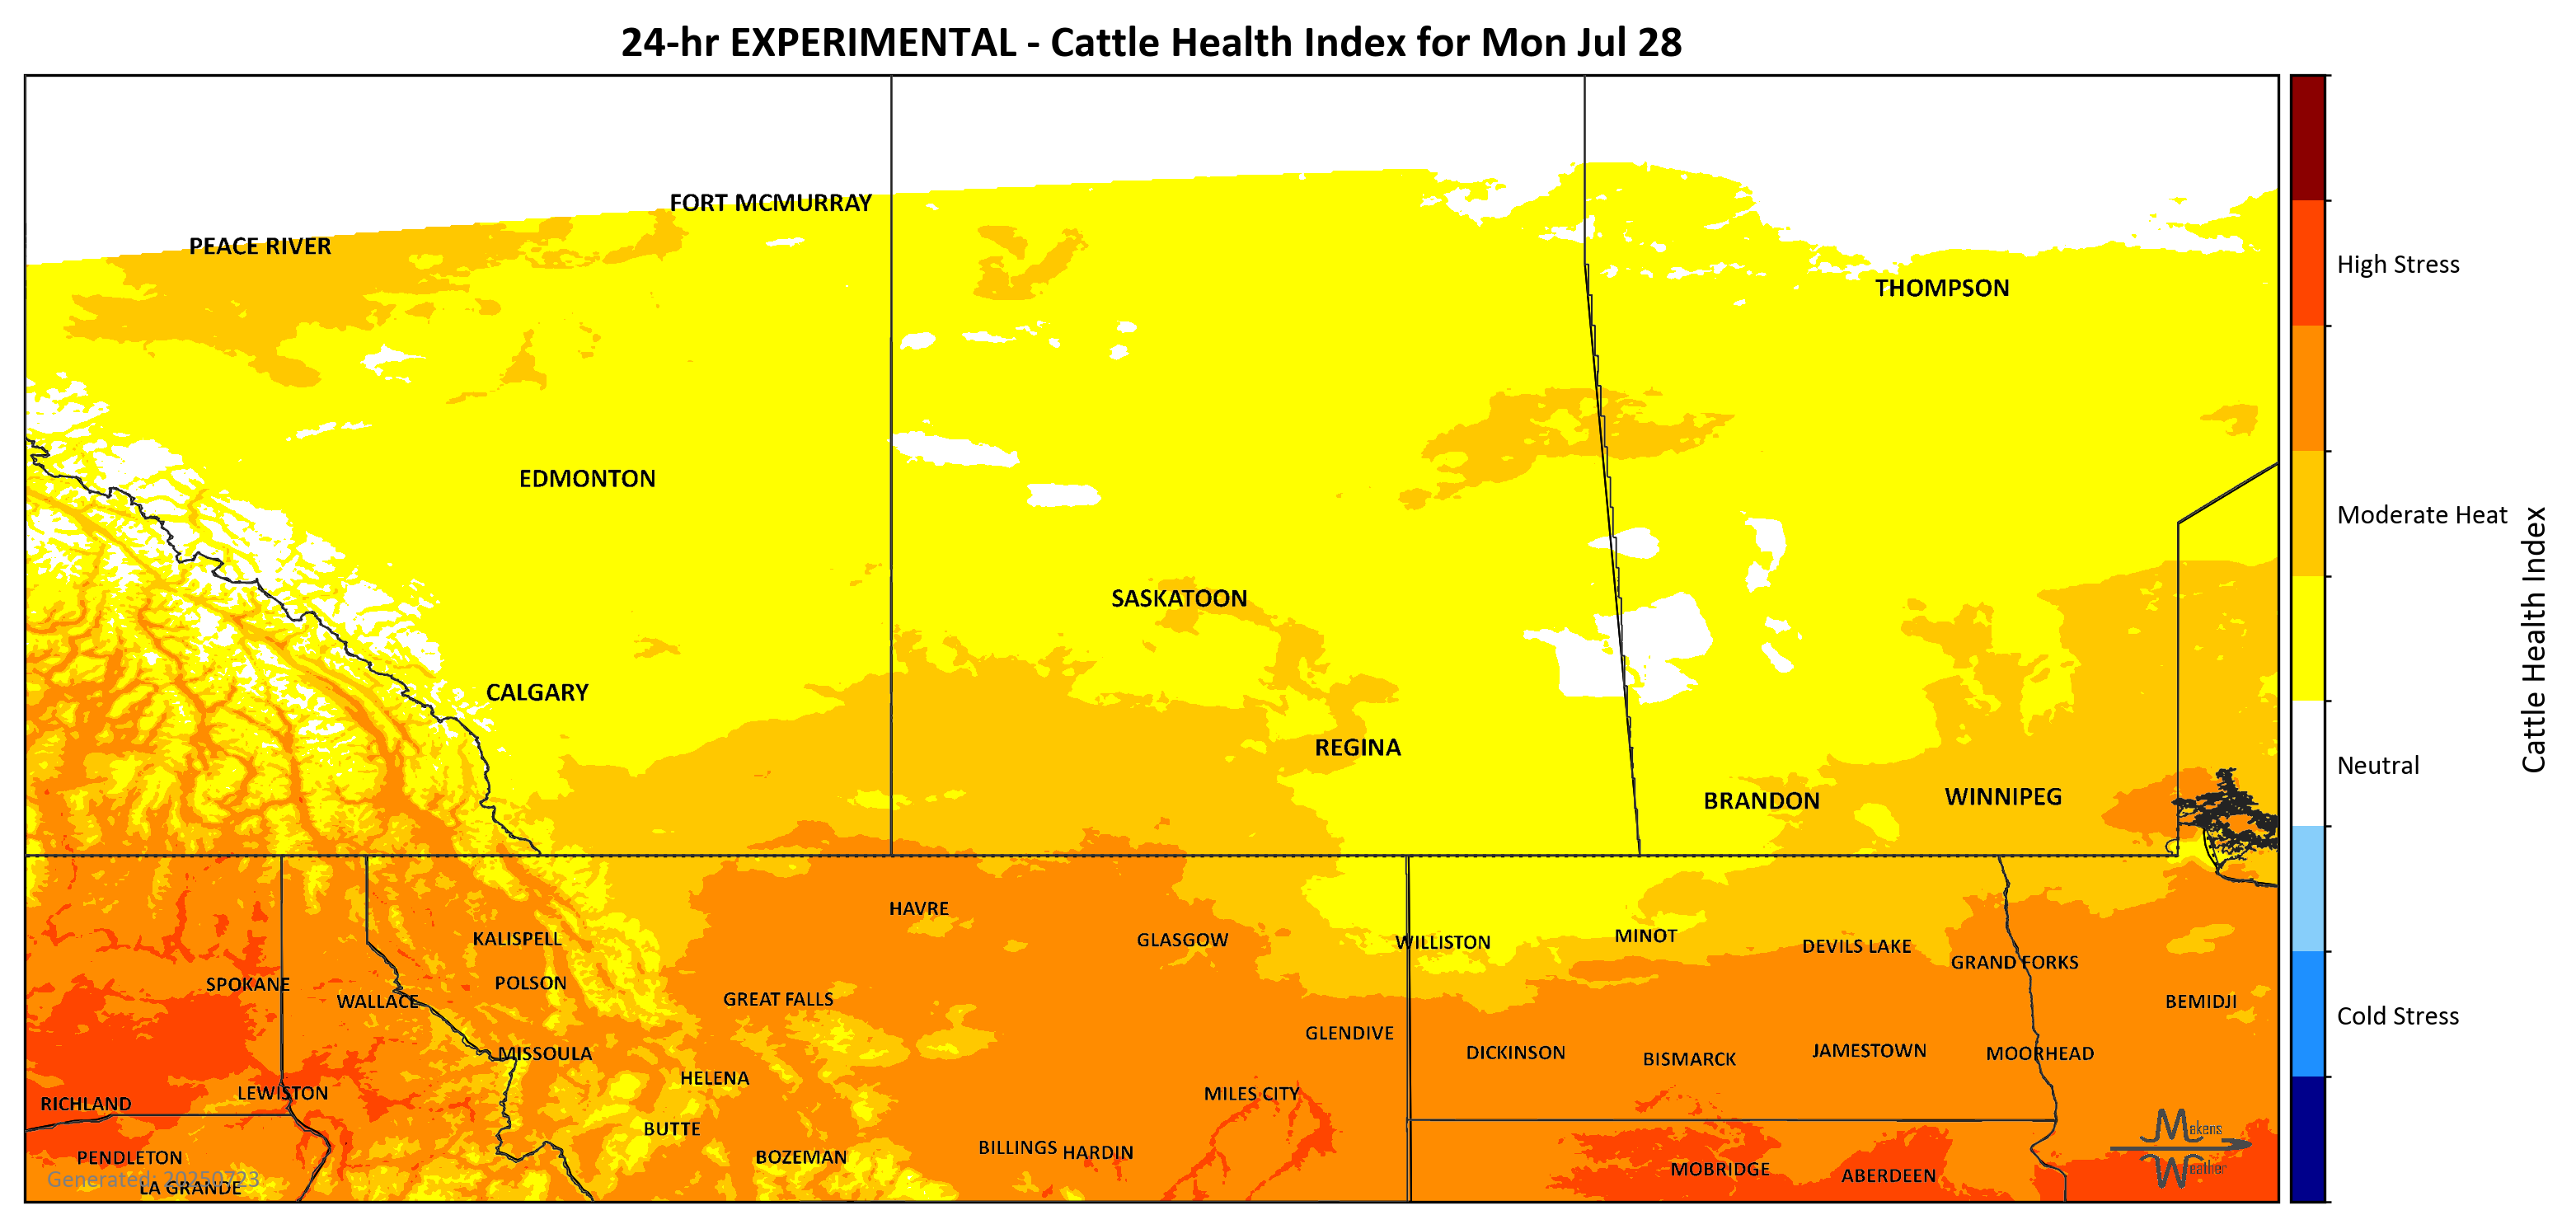 24-hr EXPERIMENTAL - Cattle Health Index for Mon Jul 28
FORT MCMURRAY
PEACE RIVER
THOMPSON
EDMONTON
SASKATOON
CALGARY
REGINA
BRANDON
WINNIPEG
HAVRE
KALISPELL
GLASGOW
WILLISTON
MINOT
DEVILS LAKE
GRAND FORKS
SPOKANE
POLSON
WALLACE
GREAT FALLS
BEMIDJI
GLENDIVE
MISSOULA
DICKINSON
BISMARCK
JAMESTOWN
MOORHEAD
HELENA
LEWISTON
MILES CITY
RICHLAND
BUTTE
BILLINGS
HARDIN
BOZEMAN
PENDLETON
MOBRIDGE
ABERDEEN
Generated: 20250723
LA GRANDE
Makens
Weather
High Stress
Moderate Heat
Neutral
Cold Stress
Cattle Health Index